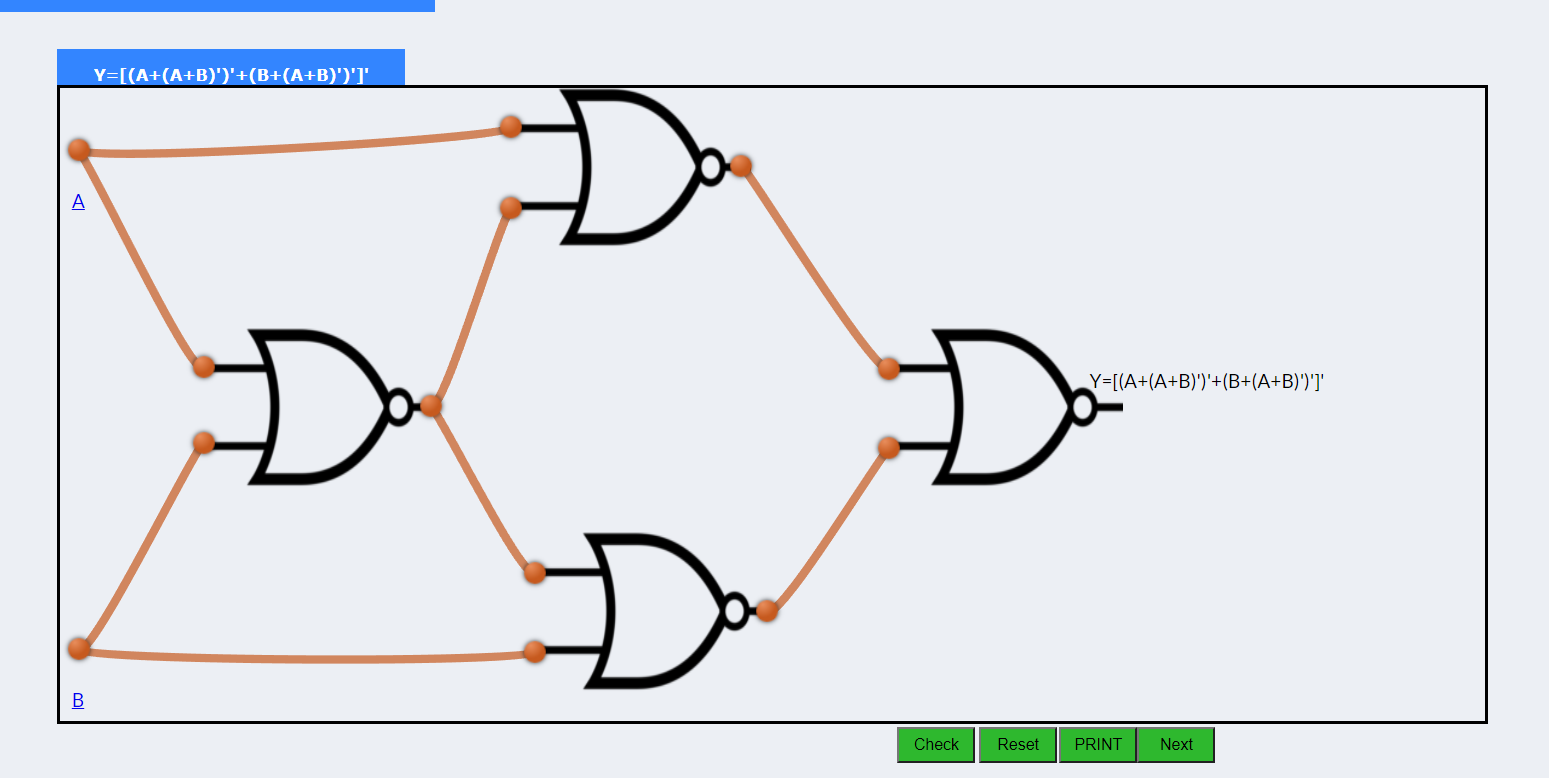 Y=[(A+(A+B)')'+(B+(A+B)')']'
A
Y=[(A+(A+B)')'+(B+(A+B)')']'
B
Check Reset PRINT Next